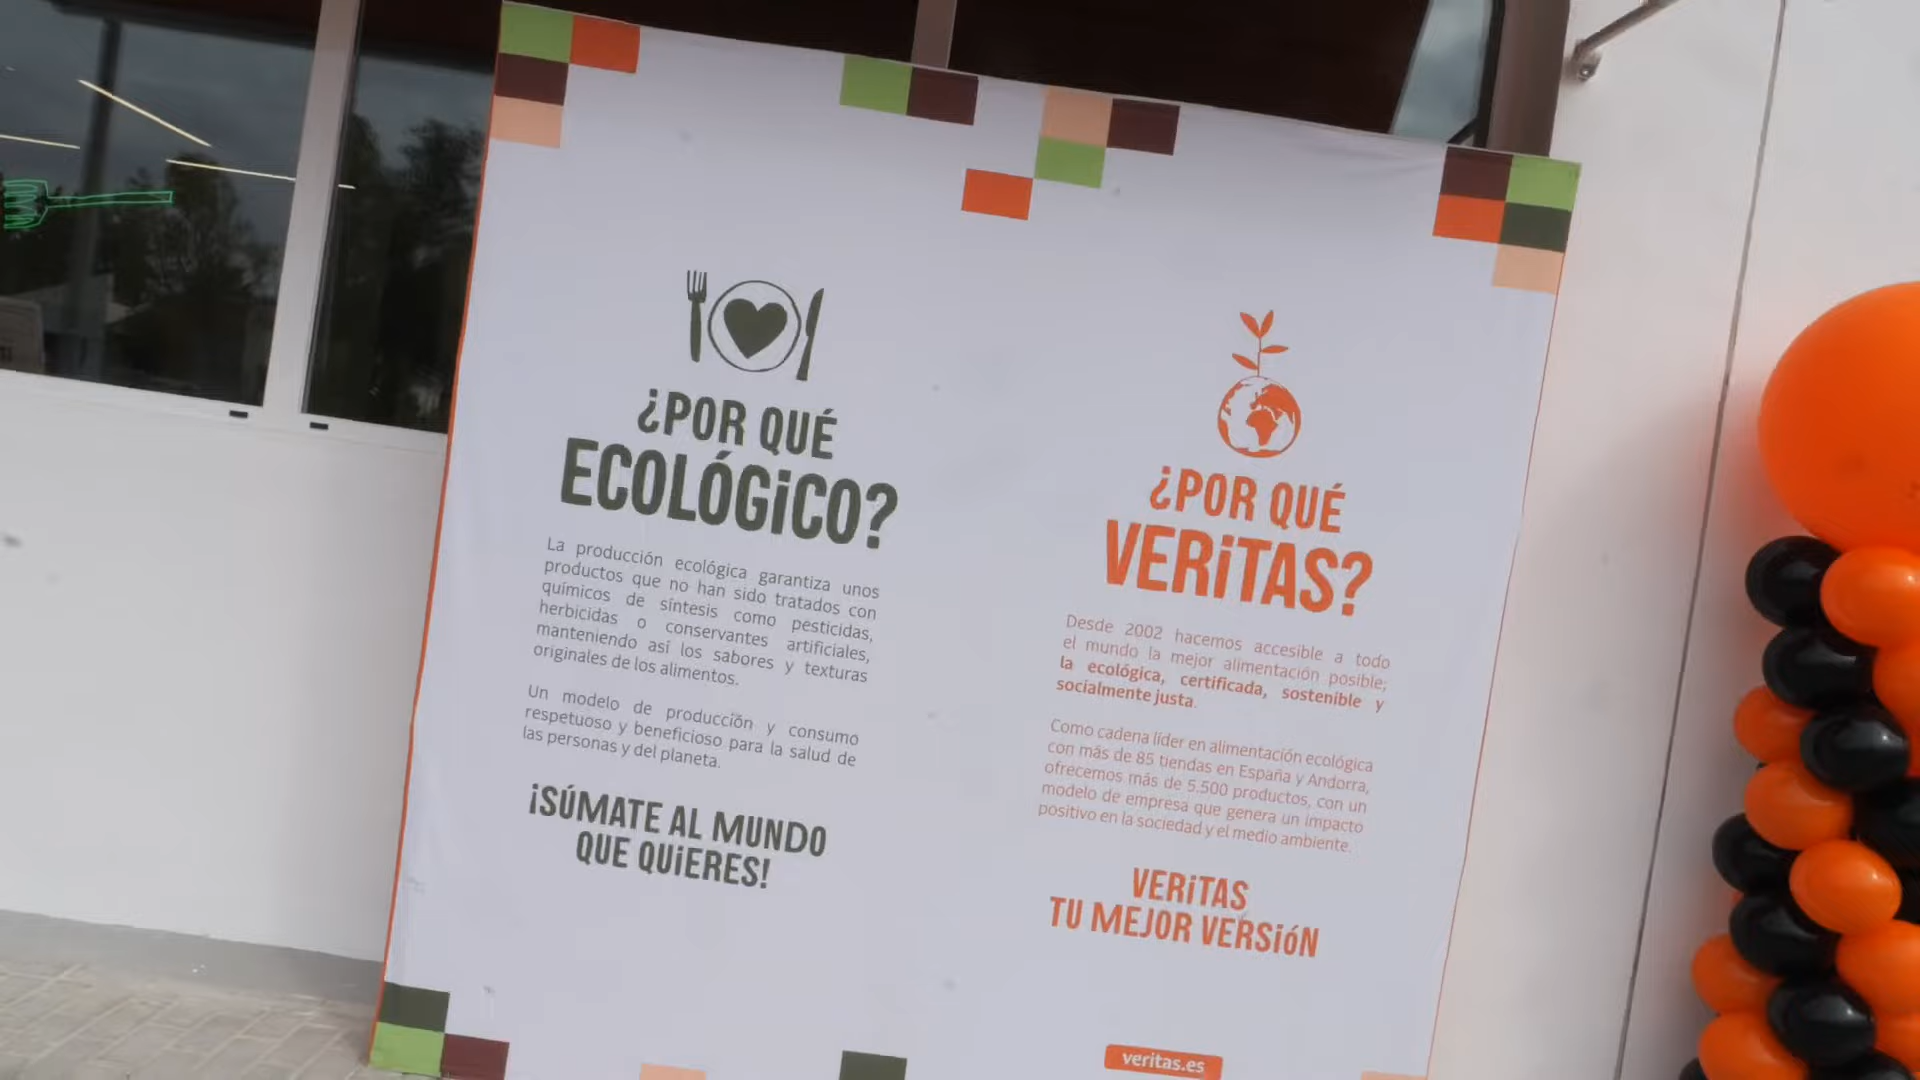 ¿POR QUÉ
ECOLÓGiCO?
La producción ecológica garantiza unos
productos que no han sido tratados con
químicos de síntesis como pesticidas,
herbicidas o conservantes artificiales,
manteniendo así los sabores y texturas
originales de los alimentos.
Un modelo de producción y consumo
respetuoso y beneficioso para la salud de
las personas y del planeta.
¡SÚMATE AL MUNDO
QUE QUiERES!
¿POR QUÉ
VERiTAS?
Desde 2002 hacemos accesible a todo
el mundo la mejor alimentación posible;
la ecológica, certificada, sostenible y
socialmente justa.
Como cadena líder en alimentación ecológica
con más de 85 tiendas en España y Andorra,
ofrecemos más de 5.500 productos, con un
modelo de empresa que genera un impacto
positivo en la sociedad y el medio ambiente.
VERiTAS
TU MEJOR VERSiÓN
veritas.es